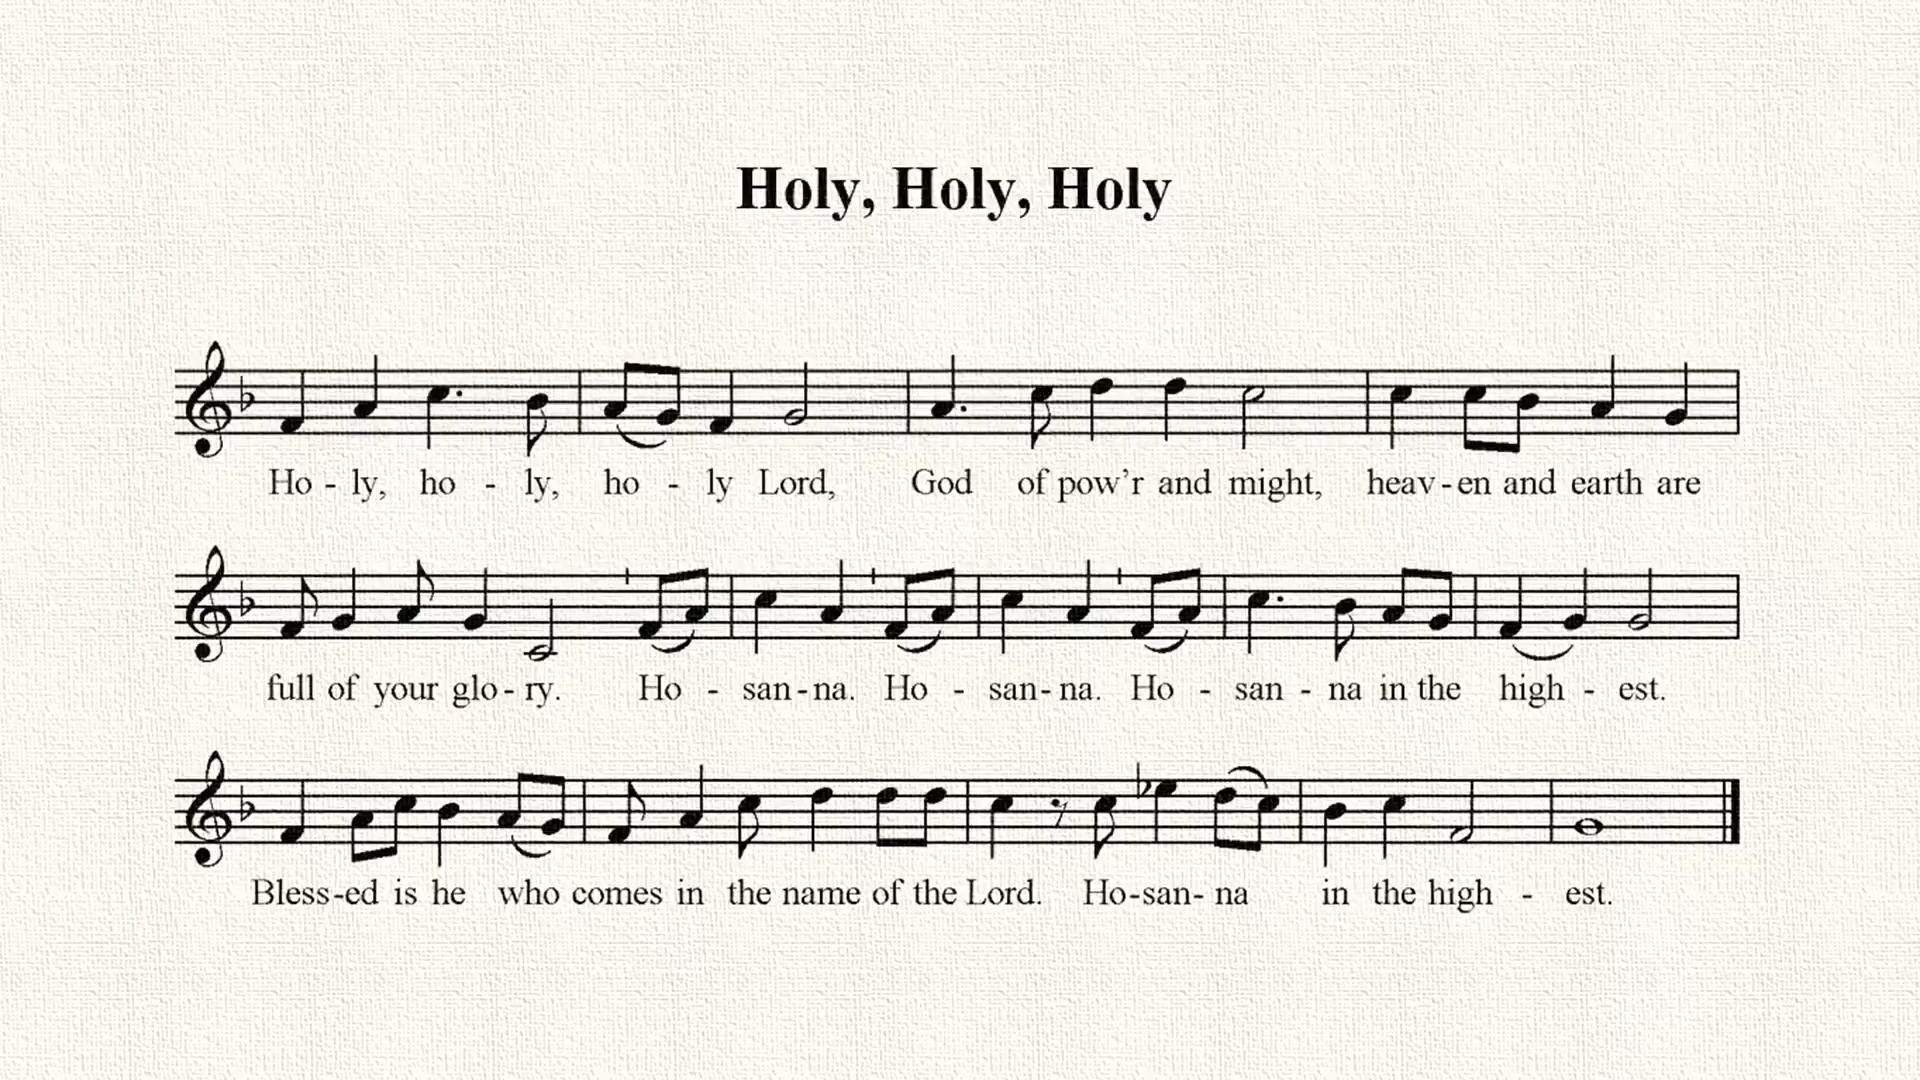 Holy, Holy, Holy
Ho - ly, ho - ly, ho - ly Lord, God of pow’r and might, heav - en and earth are
full of your glo - ry. Ho - san - na. Ho - san - na. Ho - san - na in the high - est.
Bless - ed is he who comes in the name of the Lord. Ho - san - na in the high - est.